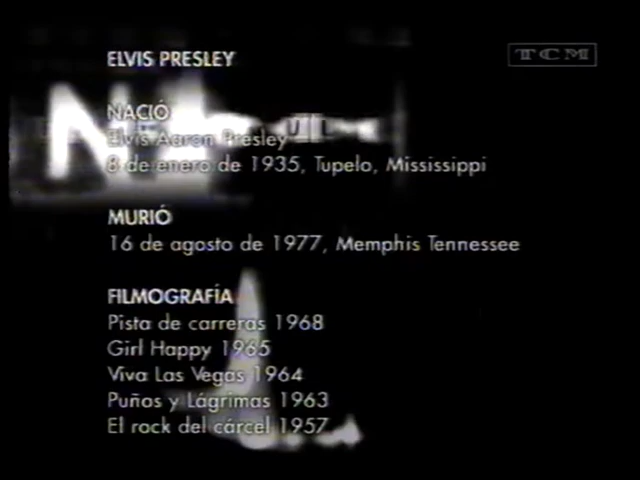 ELVIS PRESLEY
TCM
NACIÓ
Elvis Aaron Presley
8 de enero de 1935, Tupelo, Mississippi
MURIÓ
16 de agosto de 1977, Memphis Tennessee
FILMOGRAFÍA
Pista de carreras 1968
Girl Happy 1965
Viva Las Vegas 1964
Puños y Lágrimas 1963
El rock del cárcel 1957